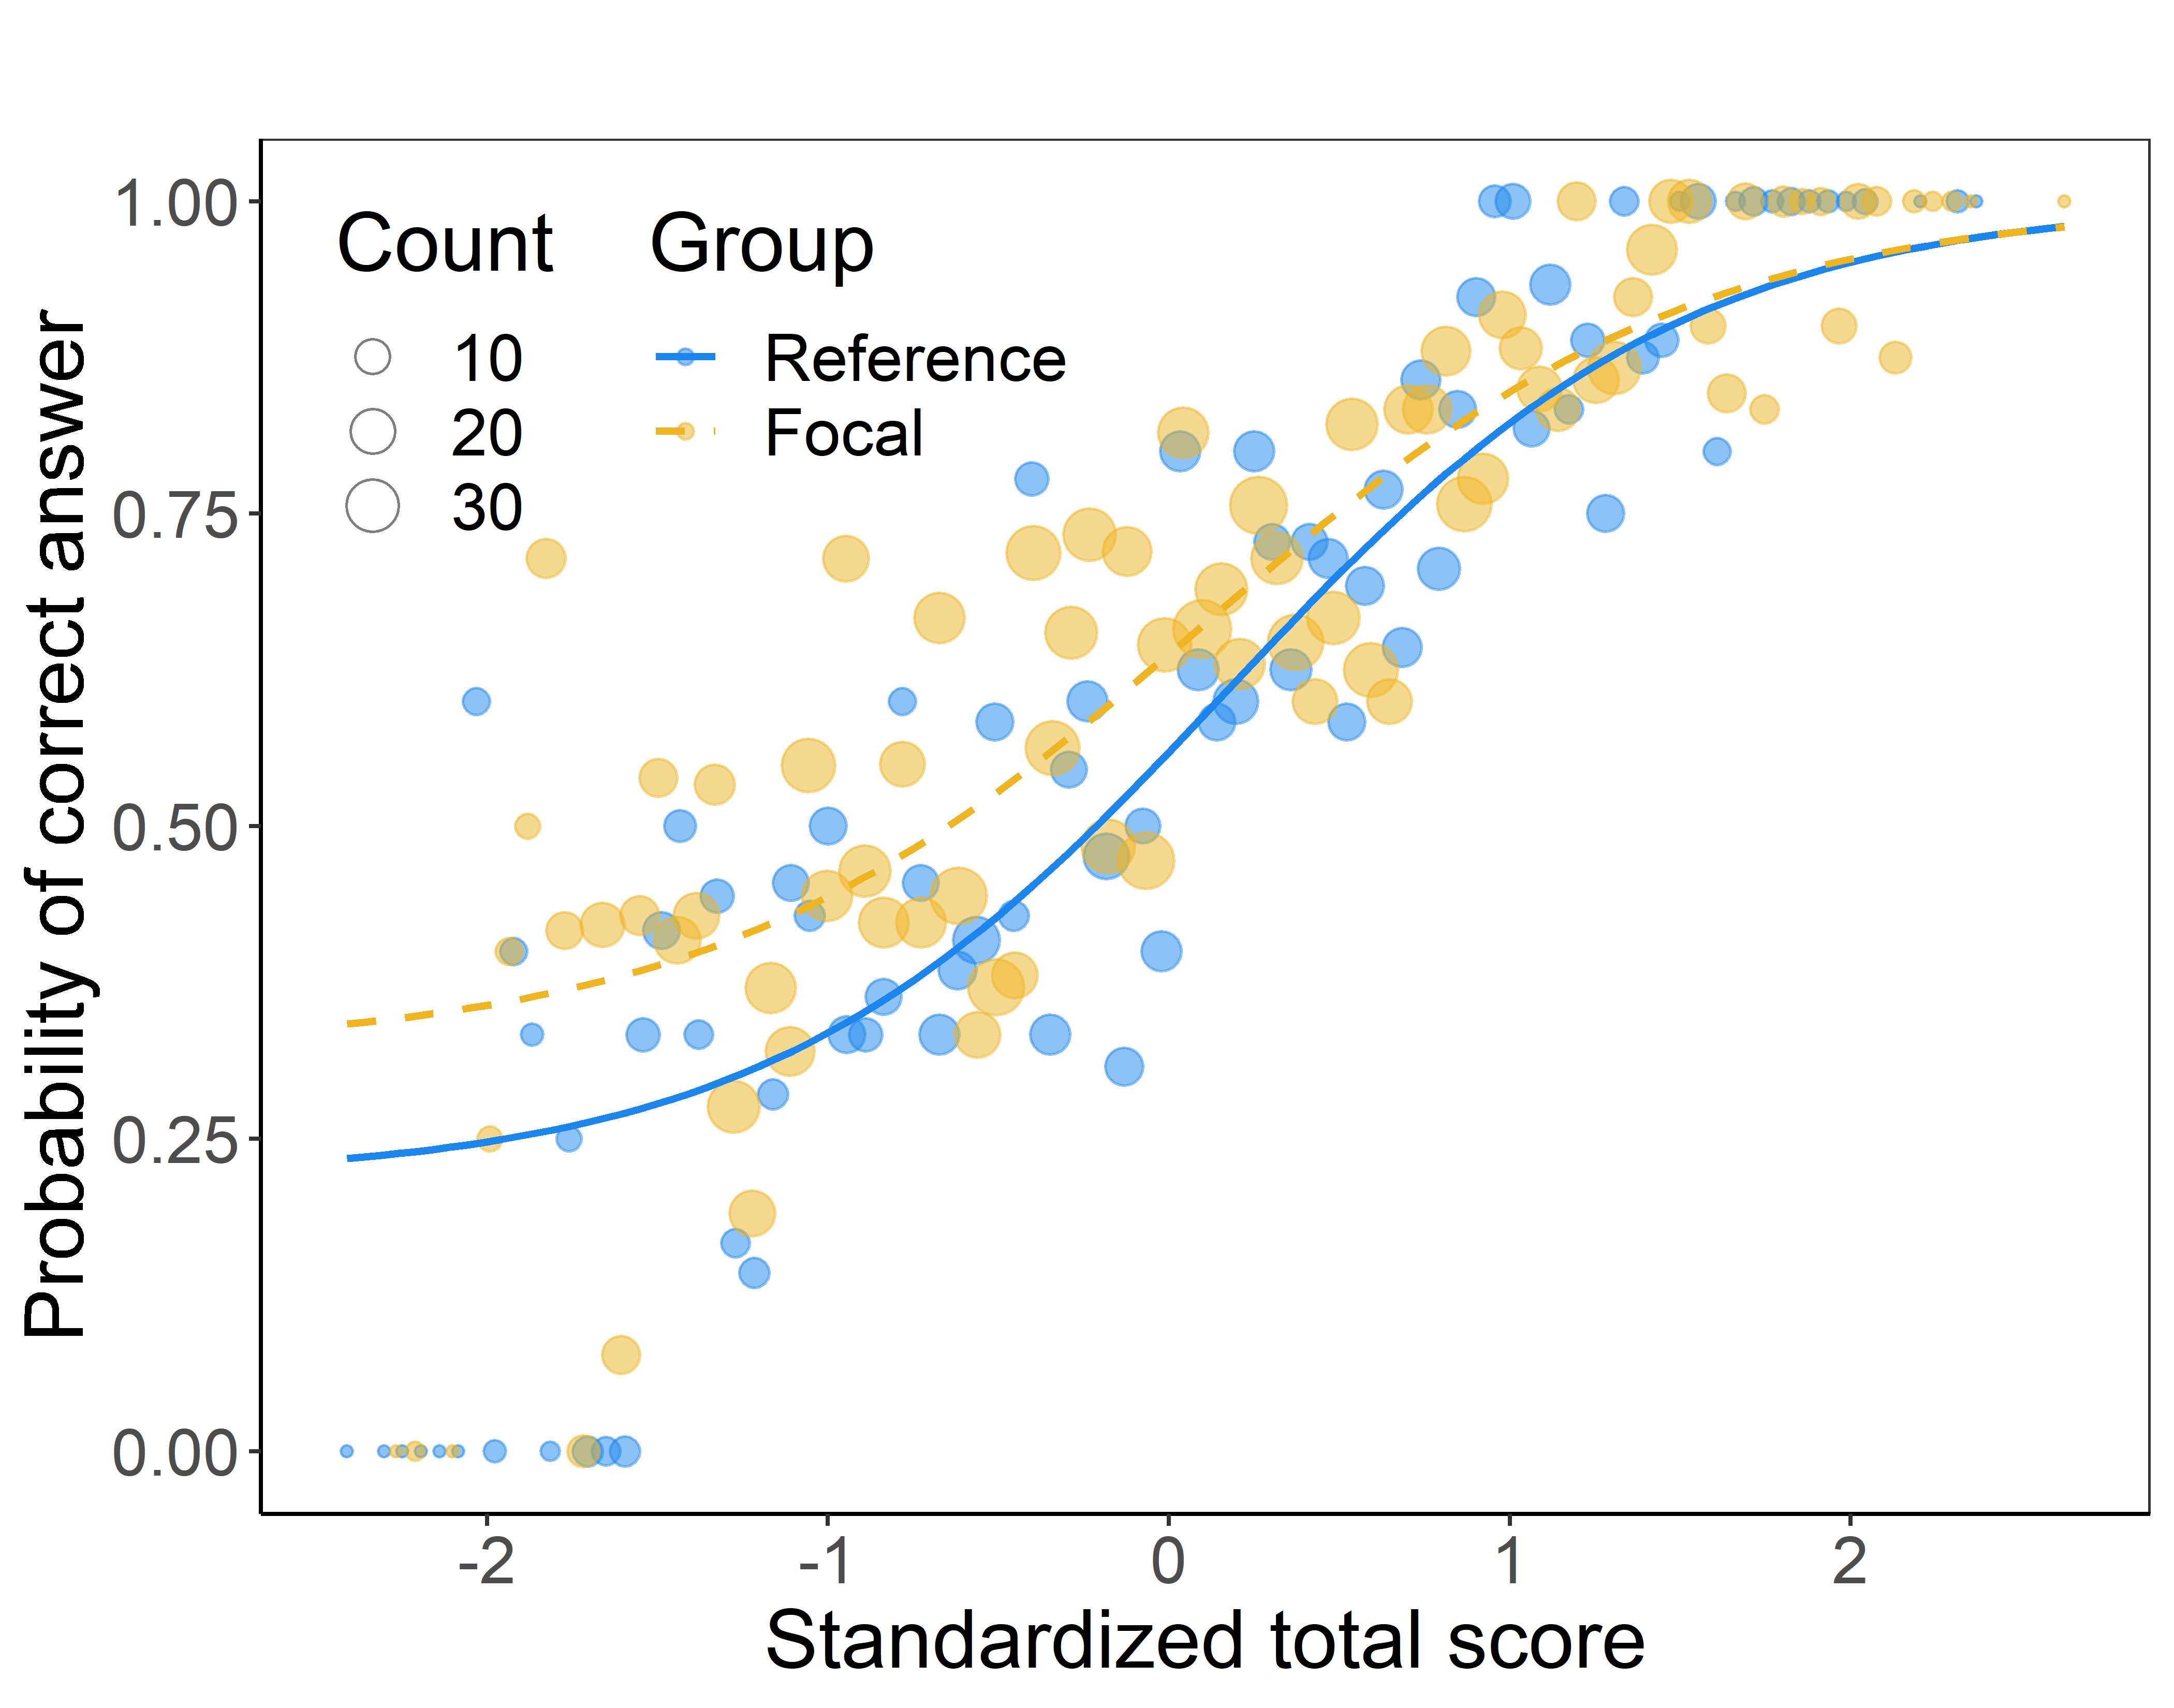 Count
10
20
30
Group
Reference
Focal
Probability of correct answer
1.00
0.75
0.50
0.25
0.00
-2
-1
0
1
2
Standardized total score